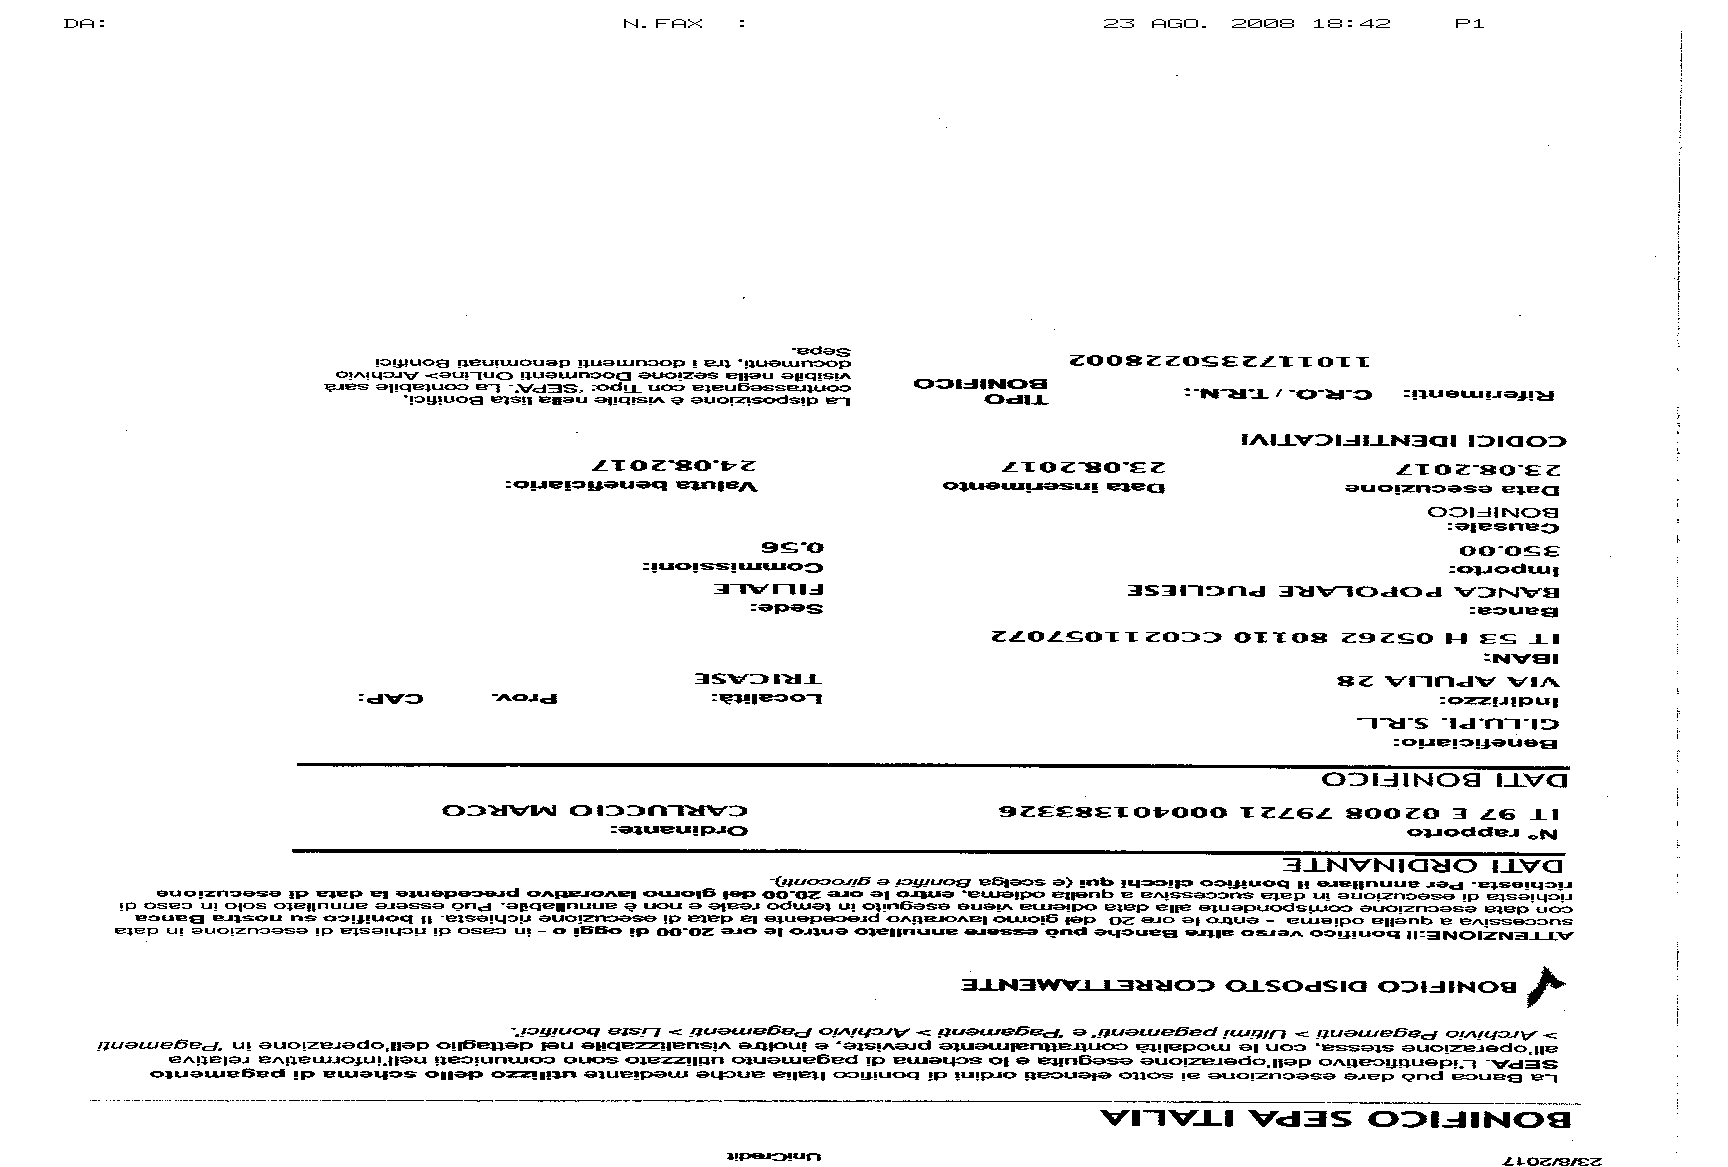 DA: N.FAX : 23 AGO. 2008 18:42 P1
23/8/2017 UniCredit
BONIFICO SEPA ITALIA
La Banca può dare esecuzione ai sotto elencati ordini di bonifico Italia anche mediante utilizzo dello schema di pagamento
SEPA. L'identificativo dell'operazione eseguita e lo schema di pagamento utilizzato sono comunicati nell'informativa relativa
all'operazione stessa, con le modalità contrattualmente previste, e inoltre visualizzabile nel dettaglio dell'operazione in 'Pagamenti
> Archivio Pagamenti > Ultimi pagamenti' e 'Pagamenti > Archivio Pagamenti > Lista bonifici'.
BONIFICO DISPOSTO CORRETTAMENTE
ATTENZIONE:Il bonifico verso altre Banche può essere annullato entro le ore 20.00 di oggi o - in caso di richiesta di esecuzione in data
successiva a quella odierna - entro le ore 20 del giorno lavorativo precedente la data di esecuzione richiesta. Il bonifico su nostra Banca
con data esecuzione corrispondente alla data odierna viene eseguito in tempo reale e non è annullabile. Può essere annullato solo in caso di
richiesta di esecuzione in data successiva a quella odierna, entro le ore 20.00 del giorno lavorativo precedente la data di esecuzione
richiesta. Per annullare il bonifico clicchi qui (e scelga Bonifici e giroconti).
DATI ORDINANTE
N° rapporto Ordinante:
IT 97 E 02008 79721 000401383326 CARLUCCIO MARCO
DATI BONIFICO
Beneficiario:
GI.LU.PI. S.R.L.
Indirizzo: Località: Prov. CAP:
VIA APULIA 28 TRICASE
IBAN:
IT 53 H 05262 80110 CC0211057072
Banca: Sede:
BANCA POPOLARE PUGLIESE FILIALE
Importo: Commissioni:
350.00 0.56
Causale:
BONIFICO
Data esecuzione Data inserimento Valuta beneficiario:
23.08.2017 23.08.2017 24.08.2017
CODICI IDENTIFICATIVI
Riferimenti: C.R.O. / T.R.N.: TIPO BONIFICO La disposizione è visibile nella lista Bonifici,
contrassegnata con Tipo: 'SEPA'. La contabile sarà
visibile nella sezione Documenti OnLine> Archivio
1101172350228002 documenti, tra i documenti denominati Bonifici
Sepa.